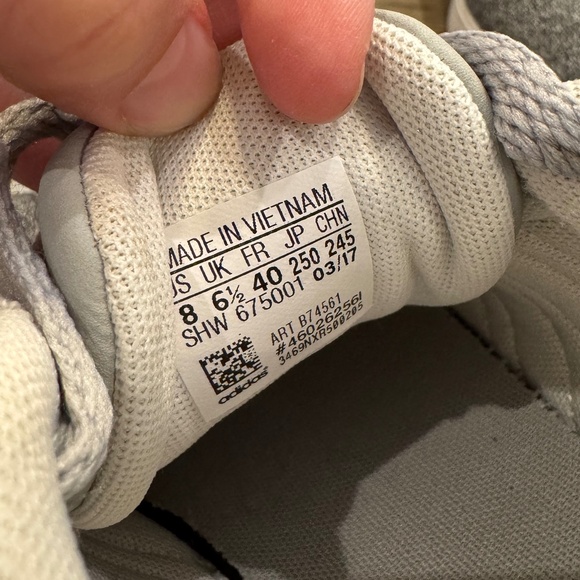 MADE IN VIETNAM
US UK FR JP CHN
8 6½ 40 250 245
SHW 675001 03/17
ART B74561
#46026256!
3469NXR500205
adidas